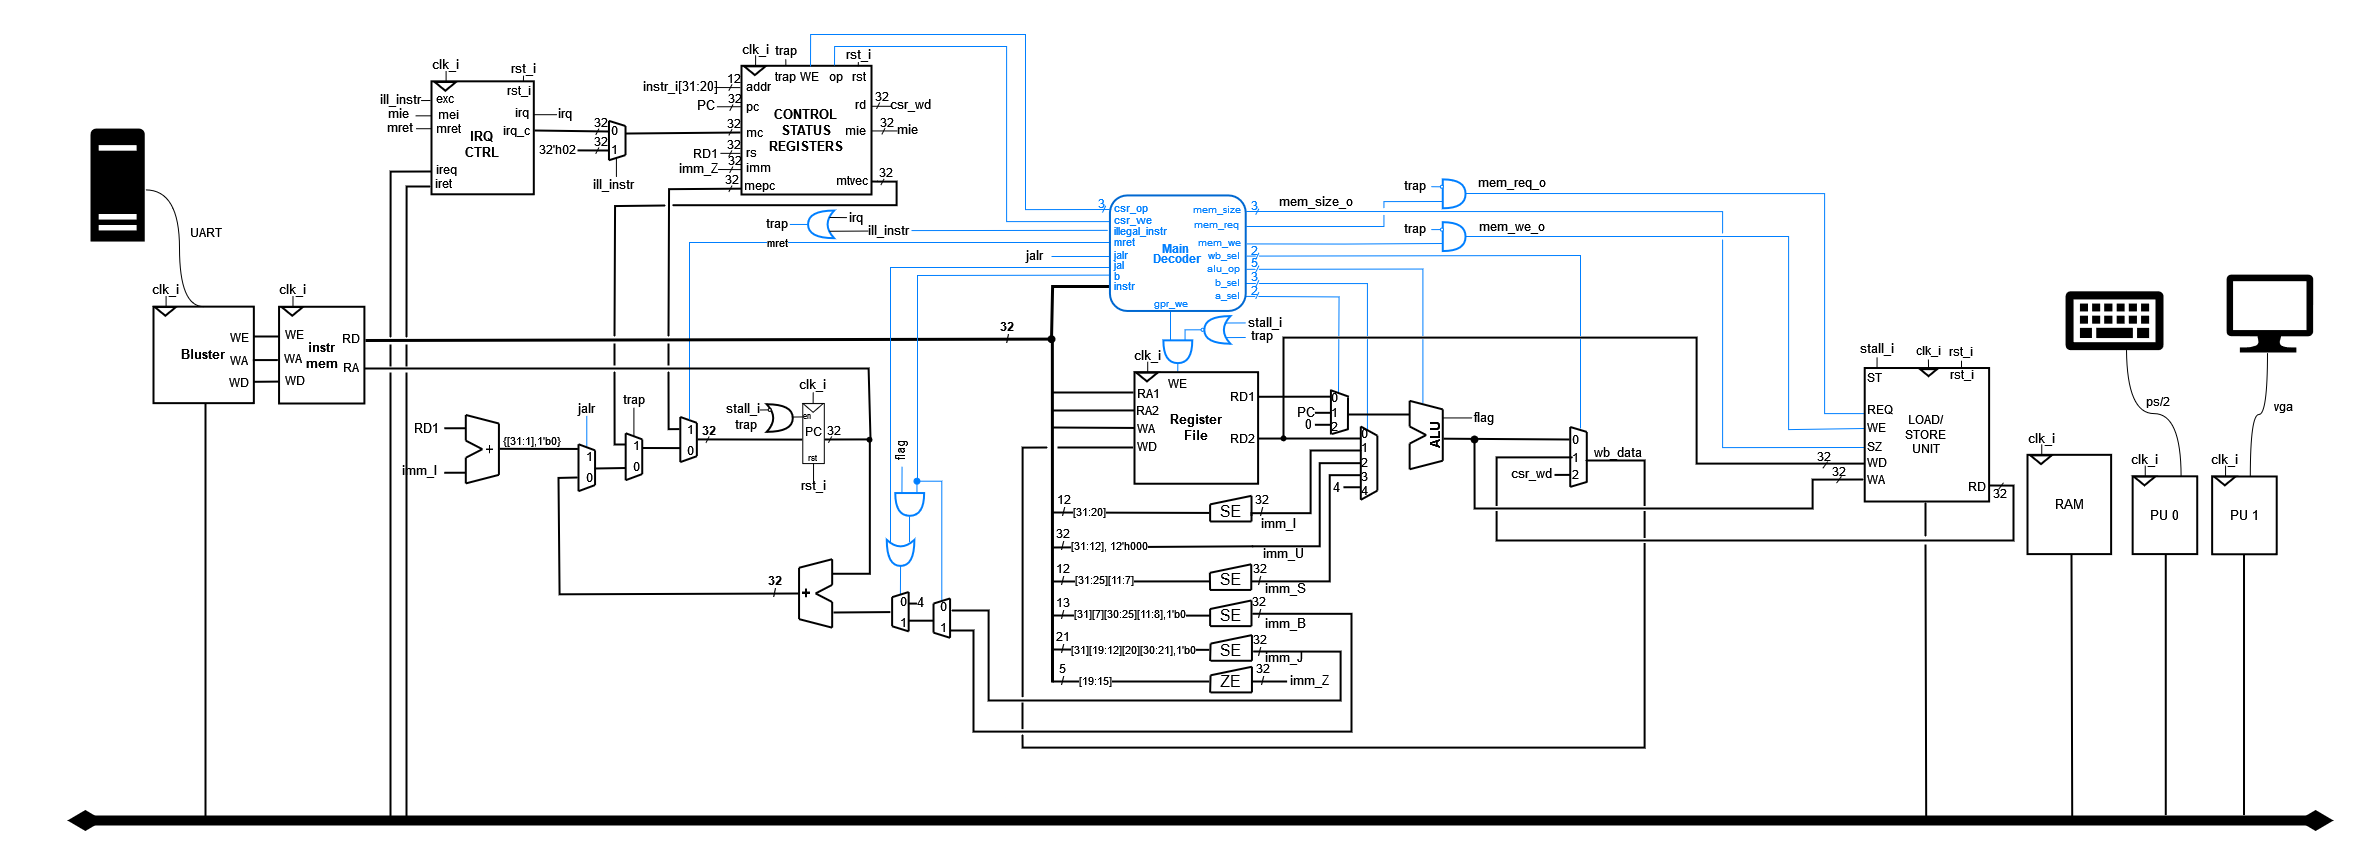 UART
clk_i
Bluster
WE
WA
WD
clk_i
WE
WA
WD
instr
mem
RD
RA
clk_i
rst_i
rst_i
ill_instr
exc
mie
mei
mret
mret
IRQ
CTRL
irq
irq
irq_c
ireq
iret
32
32'h02
32
0
1
ill_instr
clk_i
trap
rst_i
trap WE
op
rst
instr_i[31:20]
12
addr
PC
32
pc
32
mc
RD1
32
rs
imm_Z
32
imm
32
mepc
CONTROL
STATUS
REGISTERS
rd
32
csr_wd
mie
32
mie
mtvec
32
trap
irq
ill_instr
mret
jalr
3
csr_op
csr_we
illegal_instr
mret
jalr
jal
b
instr
Main
Decoder
mem_size
3
mem_req
mem_we
wb_sel
2
alu_op
5
b_sel
3
a_sel
2
gpr_we
mem_size_o
trap
mem_req_o
trap
mem_we_o
stall_i
trap
32
RD1
imm_I
+
{[31:1],1'b0}
jalr
1
0
trap
1
0
1
0
32
stall_i
trap
clk_i
en
PC
rst
rst_i
32
flag
32
+
0
1
4
0
1
clk_i
WE
RA1
RA2
WA
WD
Register
File
RD1
RD2
PC
0
0
1
2
0
1
2
3
4
4
ALU
flag
0
1
2
csr_wd
wb_data
12
[31:20]
SE
32
imm_I
32
[31:12], 12'h000
imm_U
12
[31:25][11:7]
SE
32
imm_S
13
[31][7][30:25][11:8],1'b0
SE
32
imm_B
21
[31][19:12][20][30:21],1'b0
SE
32
imm_J
5
[19:15]
ZE
32
imm_Z
stall_i
clk_i
rst_i
ST
rst_i
REQ
WE
SZ
32
WD
32
WA
LOAD/
STORE
UNIT
RD
32
clk_i
RAM
ps/2
clk_i
PU 0
vga
clk_i
PU 1